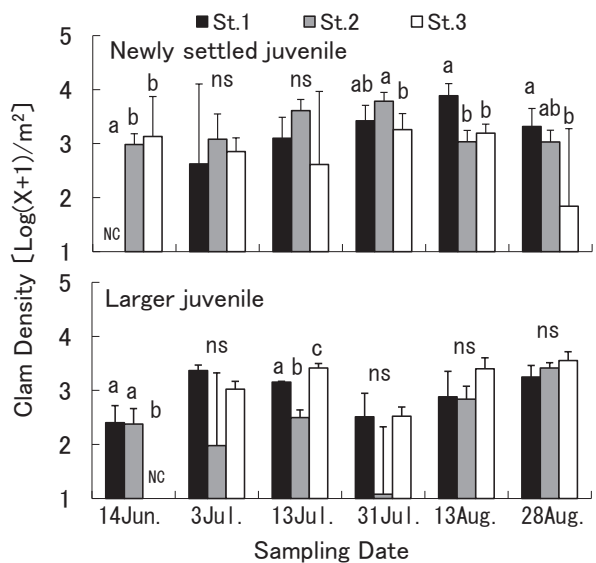 St.1 St.2 St.3
Newly settled juvenile
5
4
3
2
1
a b b
NC
ns
ns
ab a b
a b b
a ab b
Clam Density [Log(X+1)/m²]
Larger juvenile
5
4
3
2
1
a a b
NC
ns
a b c
ns
ns
ns
14Jun. 3Jul. 13Jul. 31Jul. 13Aug. 28Aug.
Sampling Date